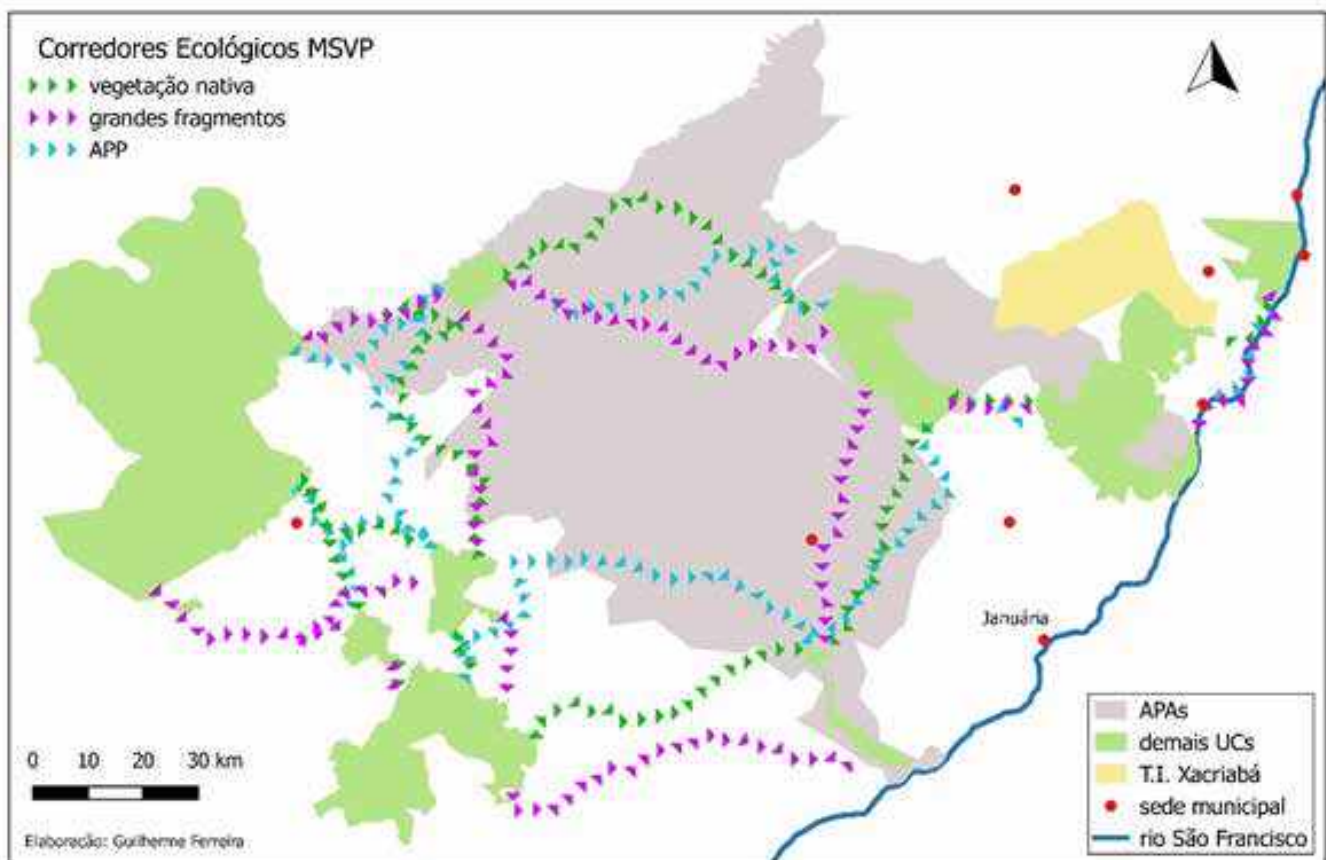 Corredores Ecológicos MSVP
vegetação nativa
grandes fragmentos
APP
Januária
0 10 20 30 km
Elaboração: Guilherme Ferreira
APAs
demais UCs
T.I. Xacriabá
sede municipal
rio São Francisco